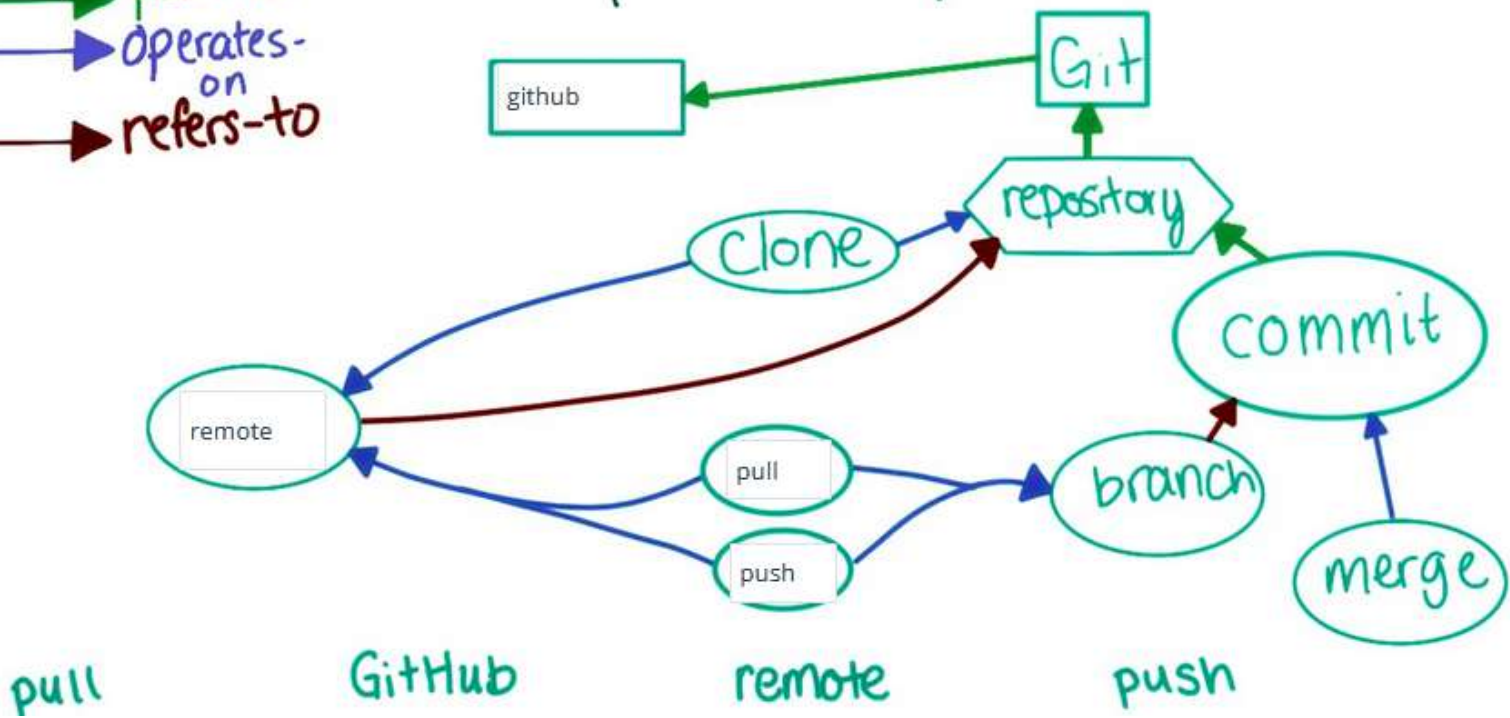 operates-
on
refers-to
Git
github
repository
clone
commit
remote
pull
branch
push
merge
pull GitHub remote push